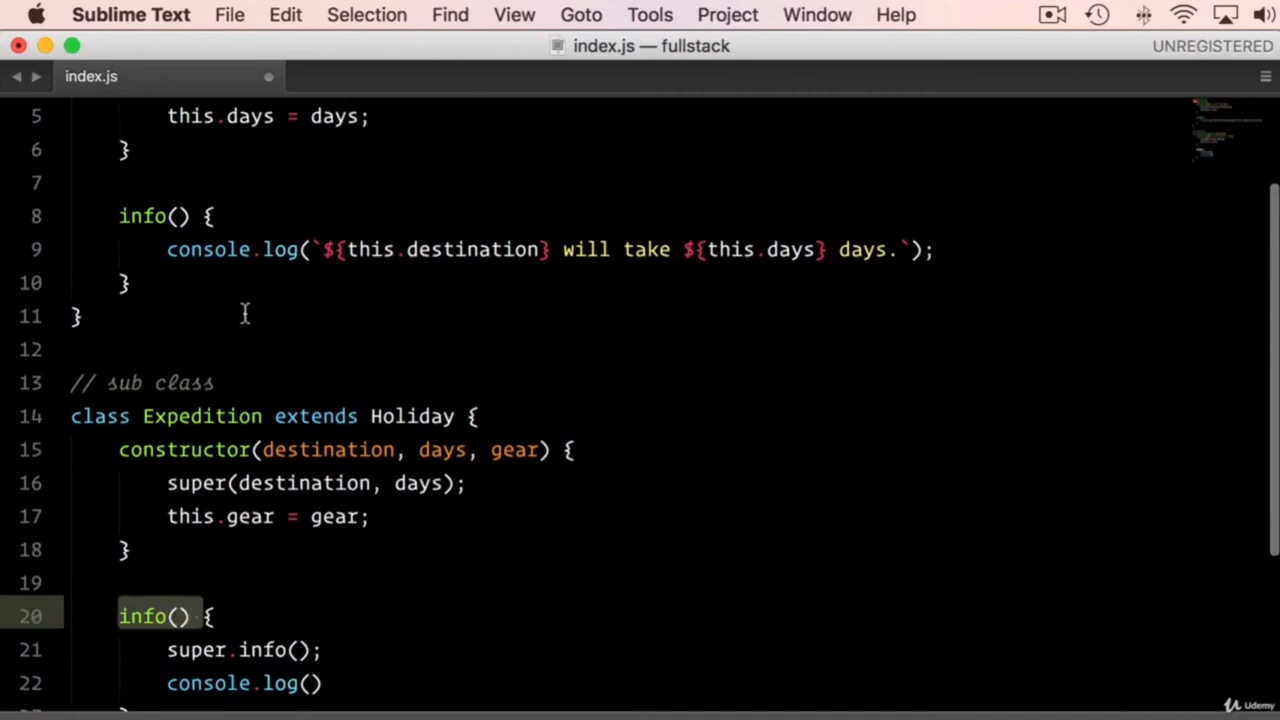 Sublime Text File Edit Selection Find View Goto Tools Project Window Help
index.js — fullstack UNREGISTERED
index.js
5 this.days = days;
6 }
7
8 info() {
9 console.log(`${this.destination} will take ${this.days} days.`);
10 }
11 }
12
13 // sub class
14 class Expedition extends Holiday {
15 constructor(destination, days, gear) {
16 super(destination, days);
17 this.gear = gear;
18 }
19
20 info() {
21 super.info();
22 console.log()
Udemy